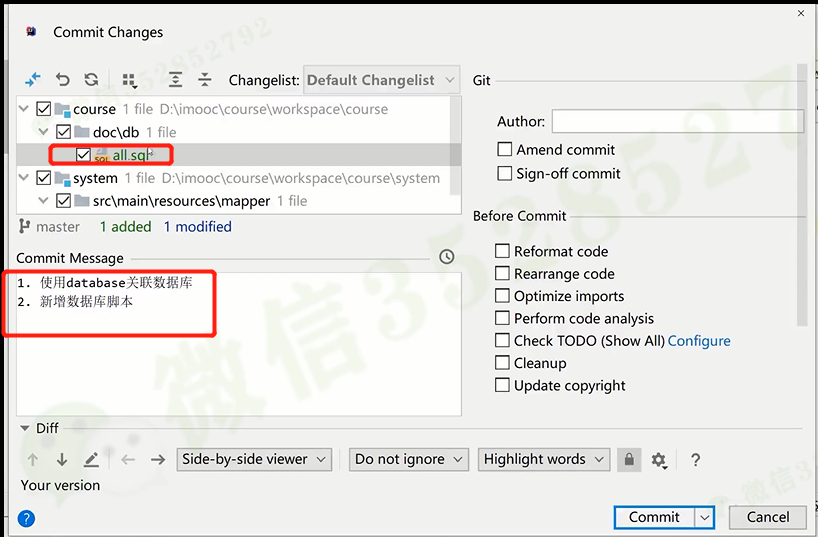 Commit Changes
Changelist: Default Changelist
Git
course 1 file D:\imooc\course\workspace\course
doc\db 1 file
all.sql
system 1 file D:\imooc\course\workspace\course\system
src\main\resources\mapper 1 file
master 1 added 1 modified
Author:
Amend commit
Sign-off commit
Before Commit
Reformat code
Rearrange code
Optimize imports
Perform code analysis
Check TODO (Show All) Configure
Cleanup
Update copyright
Commit Message
1. 使用database关联数据库
2. 新增数据库脚本
Diff
Side-by-side viewer
Do not ignore
Highlight words
?
Your version
?
Commit
Cancel
微信3528527